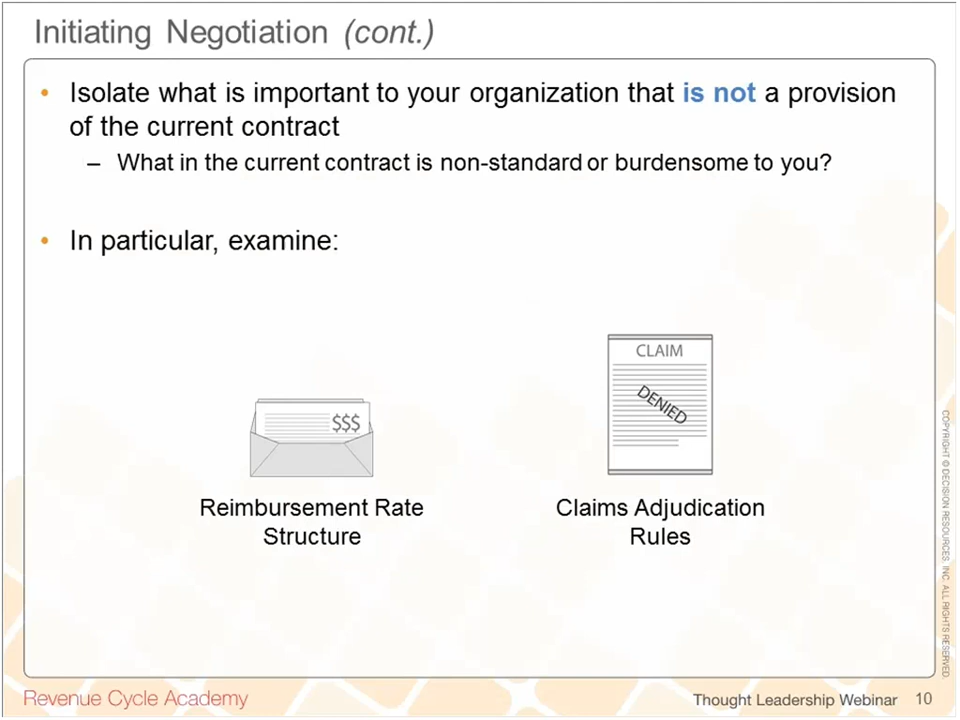 Initiating Negotiation (cont.)
• Isolate what is important to your organization that is not a provision
of the current contract
– What in the current contract is non-standard or burdensome to you?
• In particular, examine:
$$$
CLAIM
DENIED
Reimbursement Rate
Structure
Claims Adjudication
Rules
COPYRIGHT © DECISION RESOURCES, INC. ALL RIGHTS RESERVED.
Revenue Cycle Academy
Thought Leadership Webinar 10